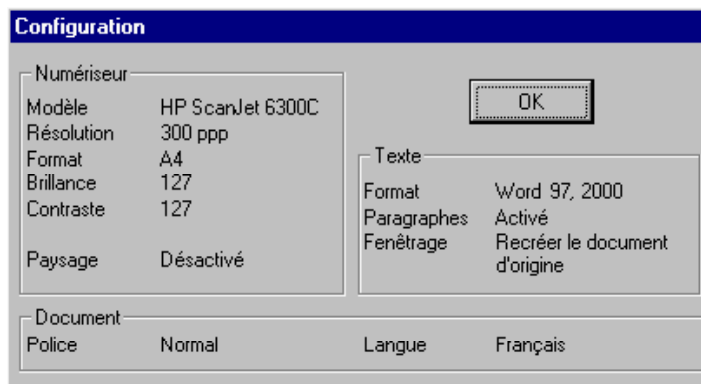 Configuration
Numériseur
Modèle HP ScanJet 6300C
Résolution 300 ppp
Format A4
Brillance 127
Contraste 127
Paysage Désactivé
OK
Texte
Format Word 97, 2000
Paragraphes Activé
Fenêtrage Recréer le document
d'origine
Document
Police Normal Langue Français